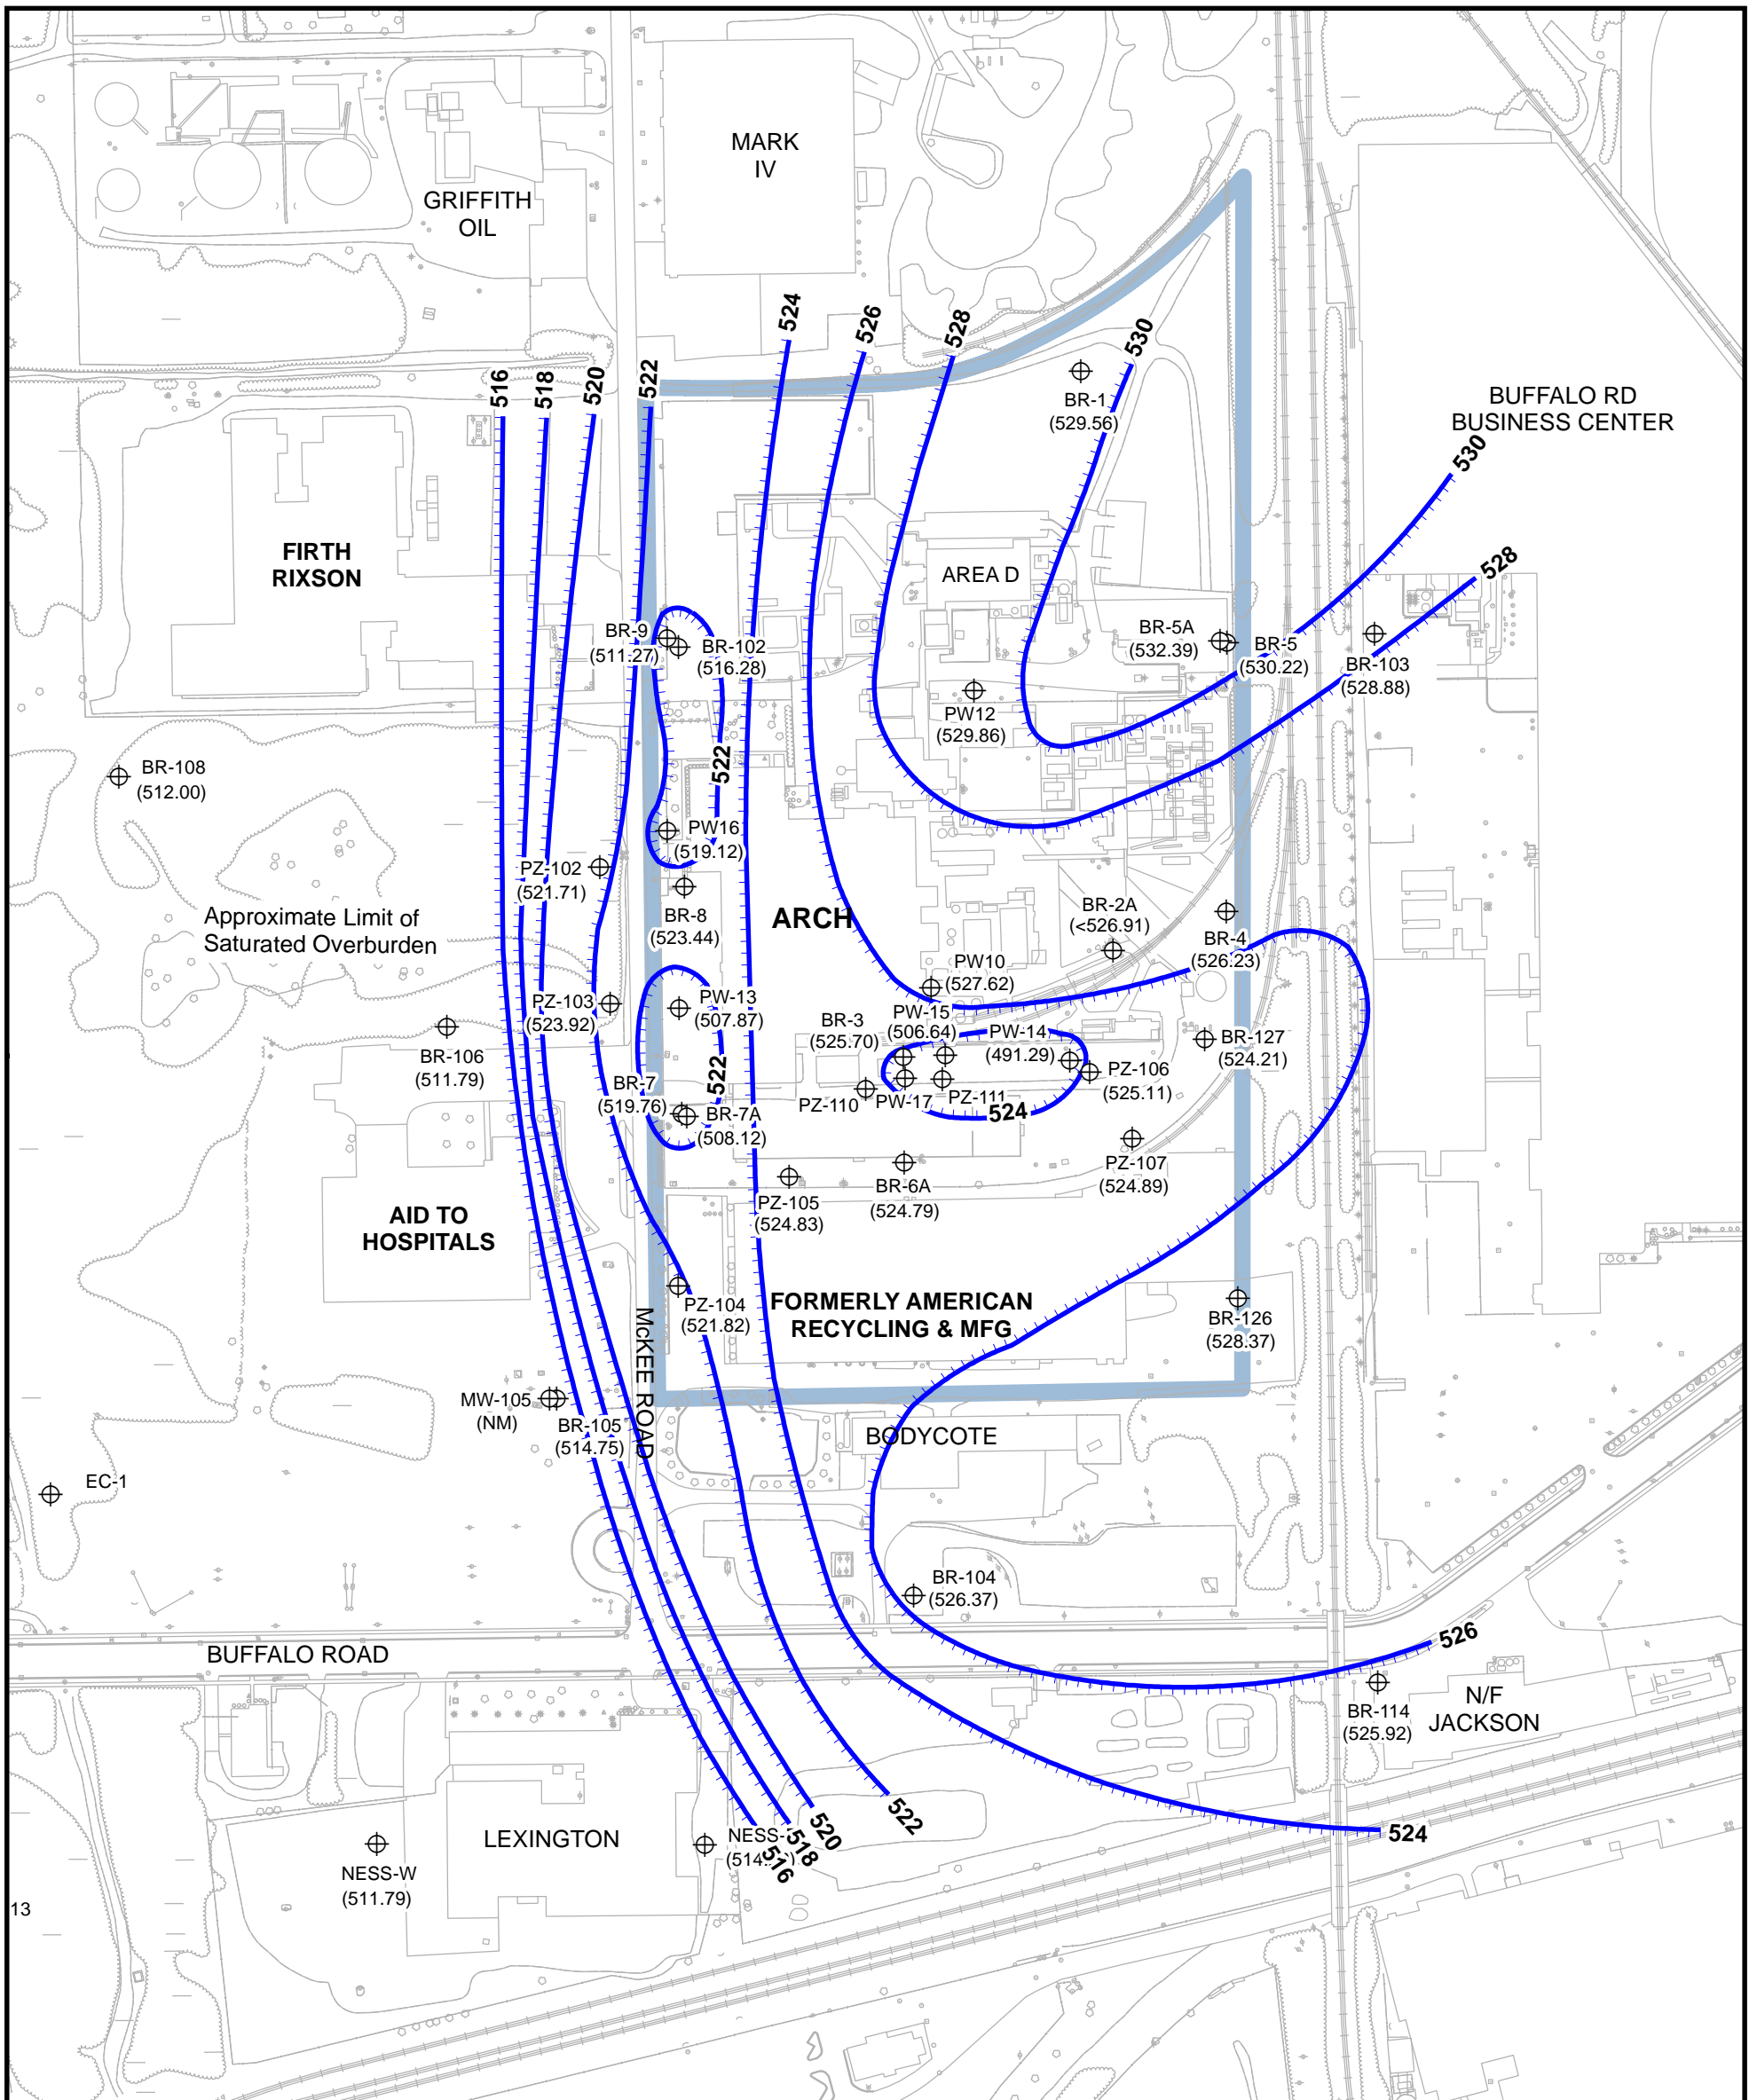 MARK
IV
GRIFFITH
OIL
524
526
528
530
516
518
520
522
BR-1
(529.56)
BUFFALO RD
BUSINESS CENTER
530
528
FIRTH
RIXSON
AREA D
BR-9
(511.27)
BR-102
(516.28)
BR-5A
(532.39)
BR-5
(530.22)
BR-103
(528.88)
PW12
(529.86)
522
BR-108
(512.00)
PW16
(519.12)
PZ-102
(521.71)
BR-8
(523.44)
ARCH
BR-2A
(<526.91)
BR-4
(526.23)
Approximate Limit of
Saturated Overburden
PW10
(527.62)
PZ-103
(523.92)
PW-13
(507.87)
BR-3
(525.70)
PW-15
(506.64)
PW-14
(491.29)
BR-127
(524.21)
BR-106
(511.79)
522
PZ-106
(525.11)
BR-7
(519.76)
BR-7A
(508.12)
PZ-110
PW-17
PZ-111
524
PZ-107
(524.89)
BR-6A
(524.79)
PZ-105
(524.83)
AID TO
HOSPITALS
PZ-104
(521.82)
FORMERLY AMERICAN
RECYCLING & MFG
BR-126
(528.37)
McKEE ROAD
MW-105
(NM)
BR-105
(514.75)
BODYCOTE
EC-1
BR-104
(526.37)
BUFFALO ROAD
526
N/F
JACKSON
BR-114
(525.92)
522
524
520
518
516
LEXINGTON
NESS-
(514.
NESS-W
(511.79)
13